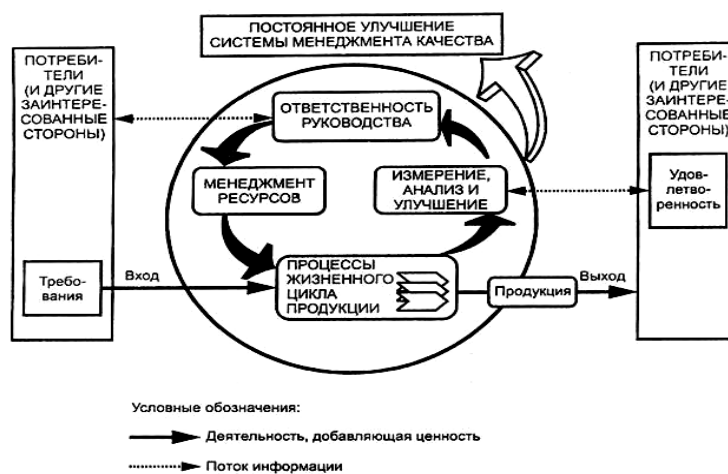 ПОСТОЯННОЕ УЛУЧШЕНИЕ
СИСТЕМЫ МЕНЕДЖМЕНТА КАЧЕСТВА
ПОТРЕБИ-
ТЕЛИ
(И ДРУГИЕ
ЗАИНТЕРЕ-
СОВАННЫЕ
СТОРОНЫ)
ОТВЕТСТВЕННОСТЬ
РУКОВОДСТВА
МЕНЕДЖМЕНТ
РЕСУРСОВ
ИЗМЕРЕНИЕ,
АНАЛИЗ И
УЛУЧШЕНИЕ
ПОТРЕБИ-
ТЕЛИ
(И ДРУГИЕ
ЗАИНТЕРЕ-
СОВАННЫЕ
СТОРОНЫ)
Удов-
летво-
ренность
Требо-
вания
Вход
ПРОЦЕССЫ
ЖИЗНЕННОГО
ЦИКЛА
ПРОДУКЦИИ
Продукция
Выход
Условные обозначения:
Деятельность, добавляющая ценность
Поток информации